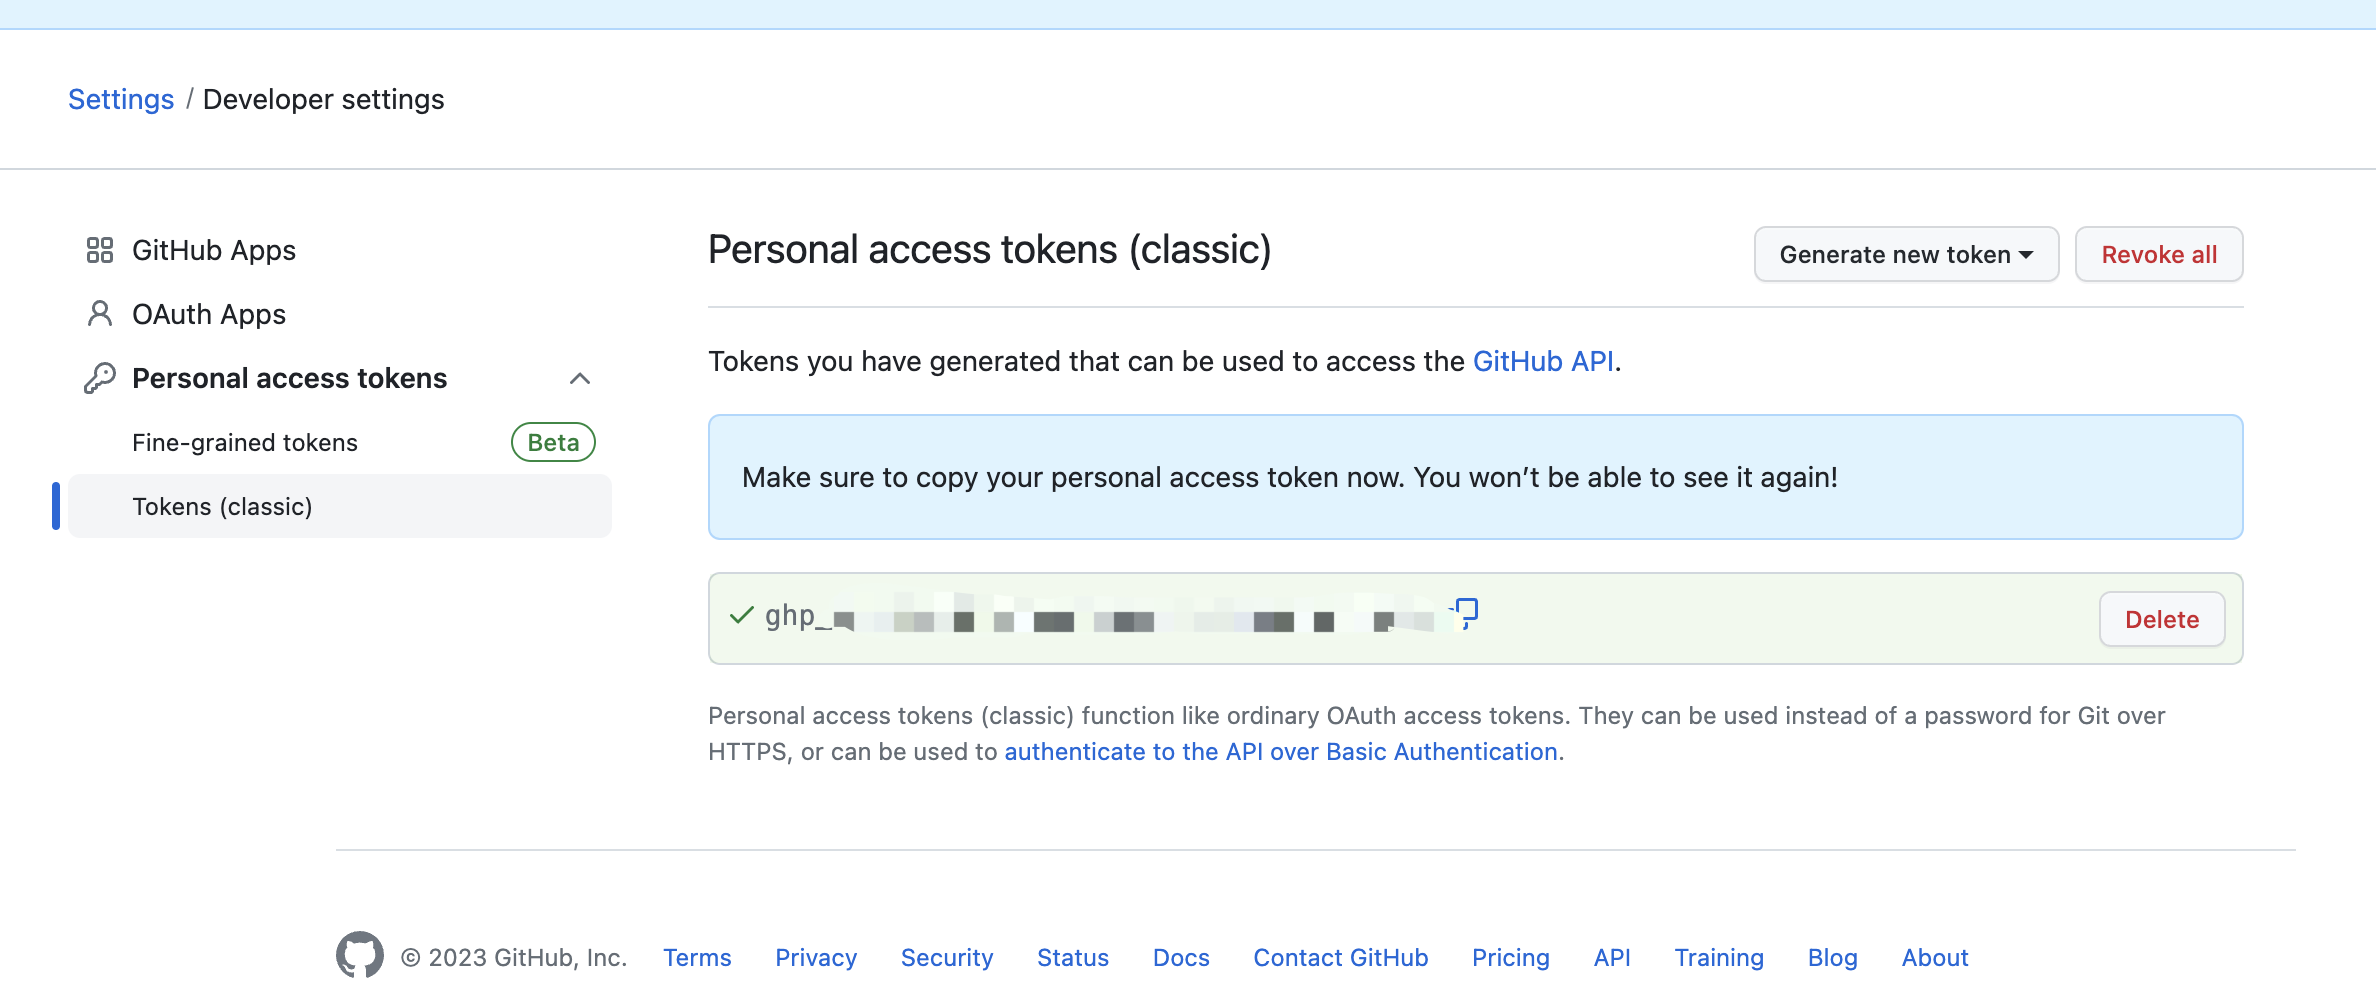 Settings / Developer settings
GitHub Apps
OAuth Apps
Personal access tokens
Fine-grained tokens Beta
Tokens (classic)
Personal access tokens (classic)
Generate new token
Revoke all
Tokens you have generated that can be used to access the GitHub API.
Make sure to copy your personal access token now. You won’t be able to see it again!
ghp_
Delete
Personal access tokens (classic) function like ordinary OAuth access tokens. They can be used instead of a password for Git over
HTTPS, or can be used to authenticate to the API over Basic Authentication.
© 2023 GitHub, Inc. Terms Privacy Security Status Docs Contact GitHub Pricing API Training Blog About